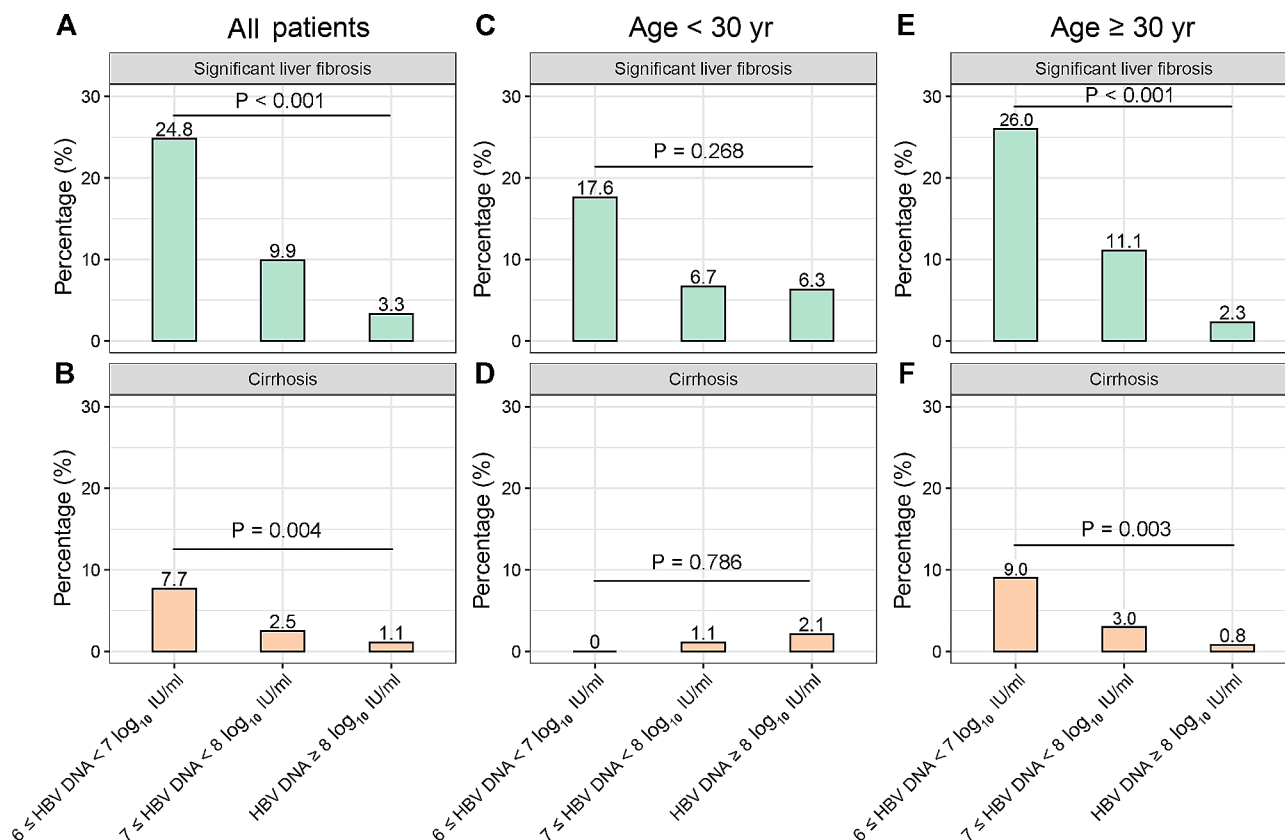 A All patients
Significant liver fibrosis
Percentage (%)
30
20
10
0
P < 0.001
24.8
9.9
3.3
B
Cirrhosis
Percentage (%)
30
20
10
0
P = 0.004
7.7
2.5
1.1
6 ≤ HBV DNA < 7 log₁₀ IU/ml
7 ≤ HBV DNA < 8 log₁₀ IU/ml
HBV DNA ≥ 8 log₁₀ IU/ml
C Age < 30 yr
Significant liver fibrosis
Percentage (%)
30
20
10
0
P = 0.268
17.6
6.7
6.3
D
Cirrhosis
Percentage (%)
30
20
10
0
P = 0.786
0
1.1
2.1
6 ≤ HBV DNA < 7 log₁₀ IU/ml
7 ≤ HBV DNA < 8 log₁₀ IU/ml
HBV DNA ≥ 8 log₁₀ IU/ml
E Age ≥ 30 yr
Significant liver fibrosis
Percentage (%)
30
20
10
0
P < 0.001
26.0
11.1
2.3
F
Cirrhosis
Percentage (%)
30
20
10
0
P = 0.003
9.0
3.0
0.8
6 ≤ HBV DNA < 7 log₁₀ IU/ml
7 ≤ HBV DNA < 8 log₁₀ IU/ml
HBV DNA ≥ 8 log₁₀ IU/ml